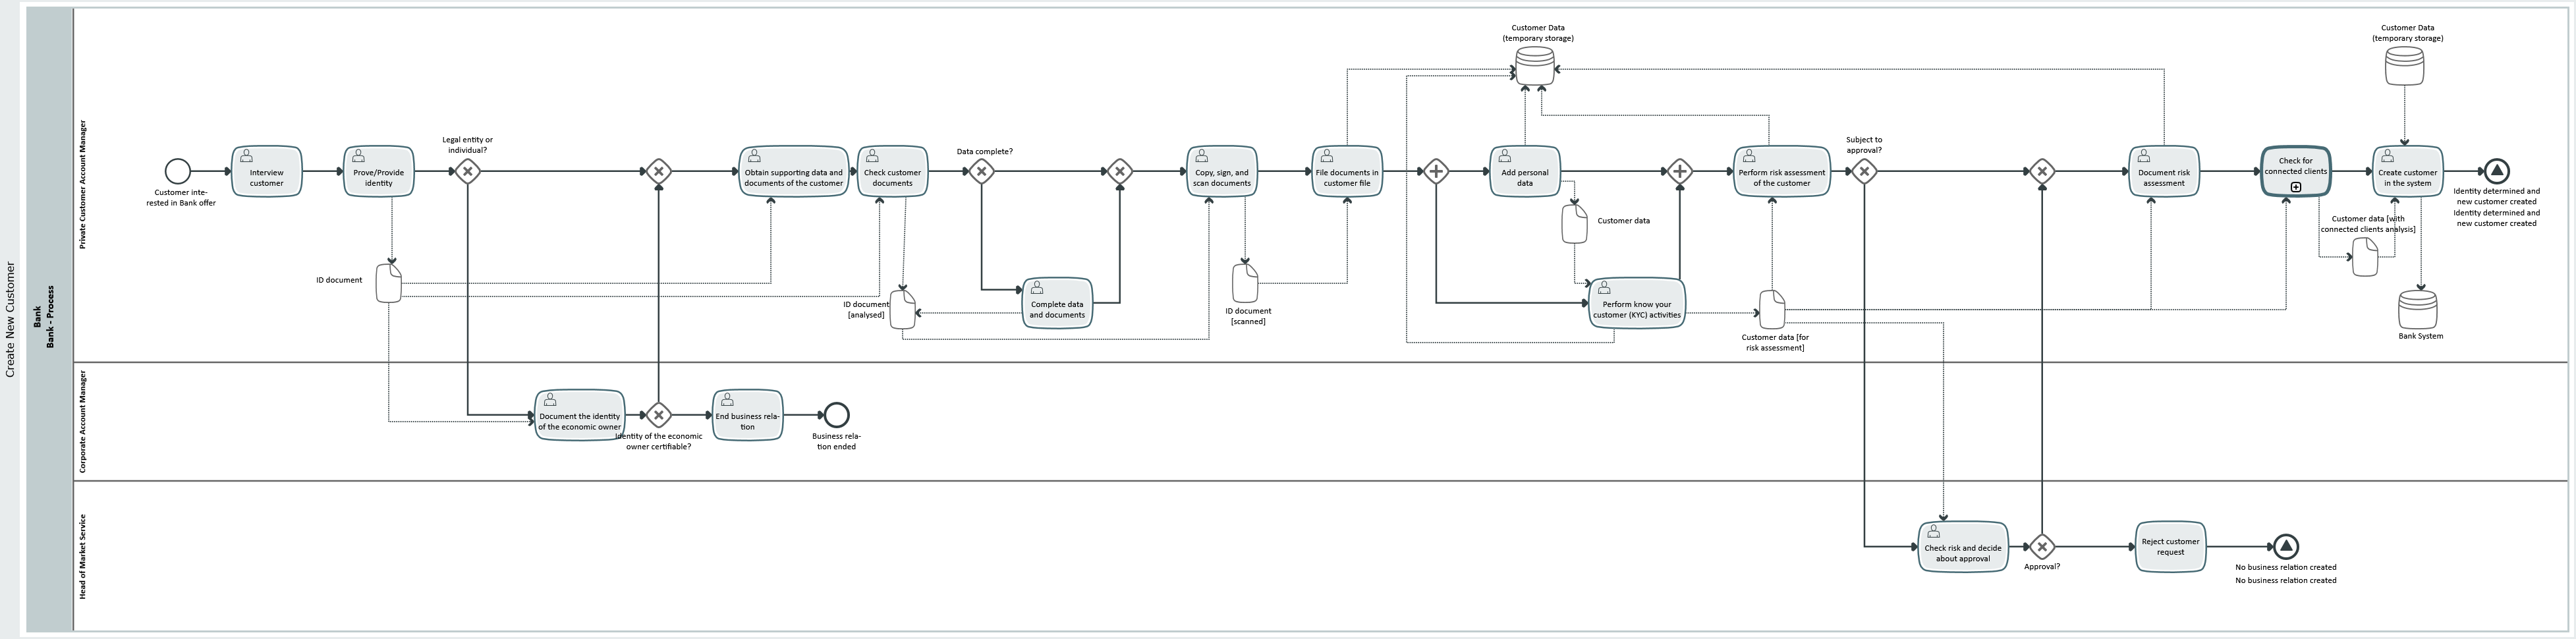 Create New Customer
Bank
Bank - Process
Private Customer Account Manager
Customer Data
(temporary storage)
Customer Data
(temporary storage)
Customer inte-
rested in Bank offer
Interview
customer
Prove/Provide
identity
Legal entity or
individual?
Obtain supporting data and
documents of the customer
Check customer
documents
Data complete?
Copy, sign, and
scan documents
File documents in
customer file
Add personal
data
Perform risk assessment
of the customer
Subject to
approval?
Document risk
assessment
Check for
connected clients
Create customer
in the system
Identity determined and
new customer created
Identity determined and
new customer created
Customer data
Customer data [with
connected clients analysis]
ID document
ID document
[analysed]
Complete data
and documents
ID document
[scanned]
Perform know your
customer (KYC) activities
Customer data [for
risk assessment]
Bank System
Corporate Account Manager
Document the identity
of the economic owner
Identity of the economic
owner certifiable?
End business rela-
tion
Business rela-
tion ended
Head of Market Service
Check risk and decide
about approval
Approval?
Reject customer
request
No business relation created
No business relation created